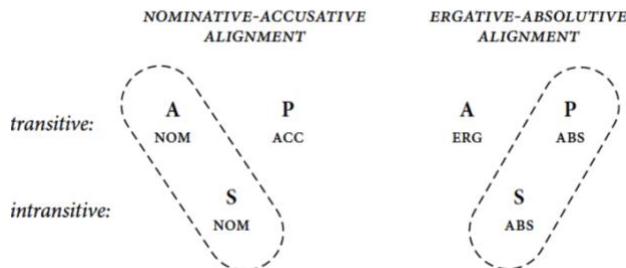 NOMINATIVE-ACCUSATIVE ALIGNMENT
ERGATIVE-ABSOLUTIVE ALIGNMENT
transitive: A P A P
NOM ACC ERG ABS
intransitive: S S
NOM ABS